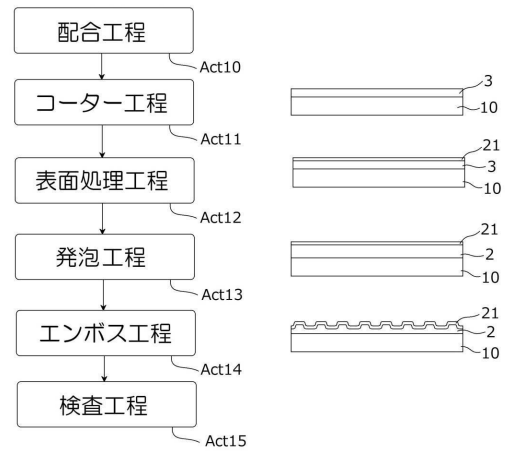 配合工程
Act10
コーター工程
Act11
3
10
表面処理工程
Act12
21
3
10
発泡工程
Act13
21
2
10
エンボス工程
Act14
21
2
10
検査工程
Act15